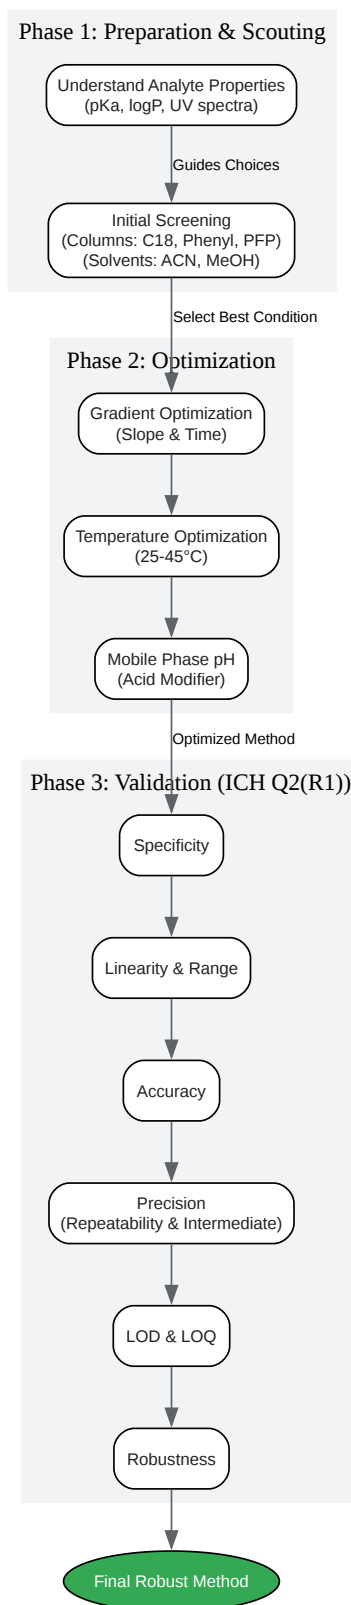 Phase 1: Preparation & Scouting
Understand Analyte Properties
(pKa, logP, UV spectra)
Guides Choices
Initial Screening
(Columns: C18, Phenyl, PFP)
(Solvents: ACN, MeOH)
Select Best Condition
Phase 2: Optimization
Gradient Optimization
(Slope & Time)
Temperature Optimization
(25-45°C)
Mobile Phase pH
(Acid Modifier)
Optimized Method
Phase 3: Validation (ICH Q2(R1))
Specificity
Linearity & Range
Accuracy
Precision
(Repeatability & Intermediate)
LOD & LOQ
Robustness
Final Robust Method